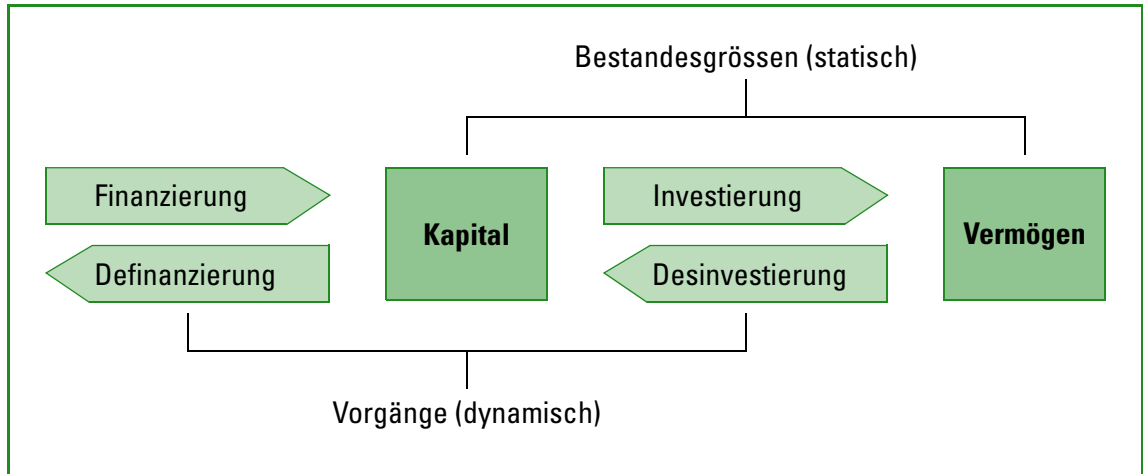 Bestandesgrössen (statisch)
Finanzierung
Kapital
Investierung
Vermögen
Definanzierung
Desinvestierung
Vorgänge (dynamisch)